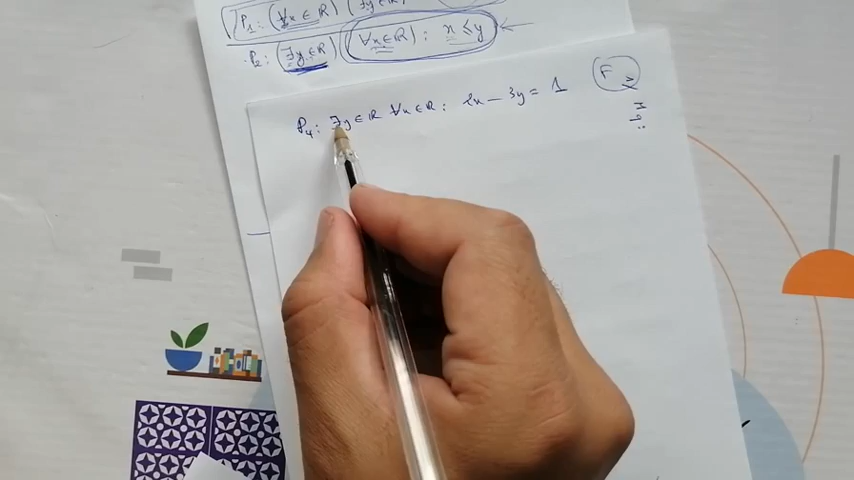 P₁: (∀x∈ℝ)(∃y∈ℝ)
P₂: (∃y∈ℝ)(∀x∈ℝ): x ≤ y
P₄: ∃y∈ℝ ∀x∈ℝ: 2x - 3y = 1 F